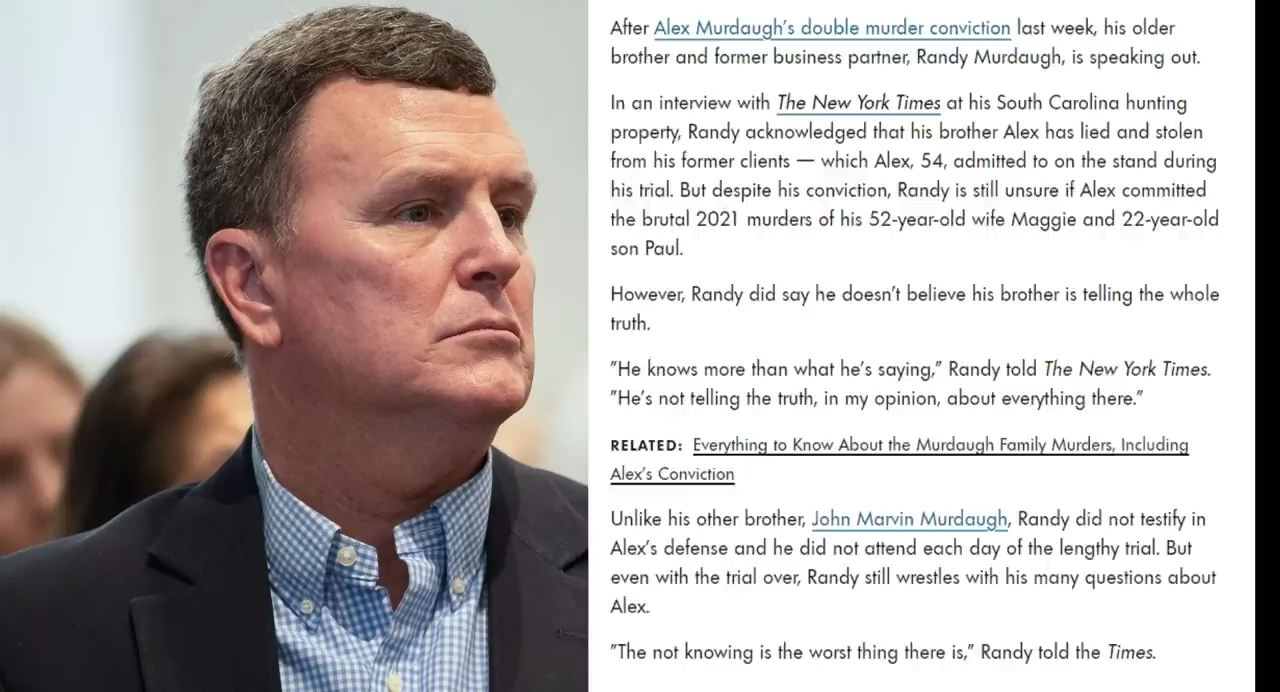 After Alex Murdaugh's double murder conviction last week, his older
brother and former business partner, Randy Murdaugh, is speaking out.
In an interview with The New York Times at his South Carolina hunting
property, Randy acknowledged that his brother Alex has lied and stolen
from his former clients — which Alex, 54, admitted to on the stand during
his trial. But despite his conviction, Randy is still unsure if Alex committed
the brutal 2021 murders of his 52-year-old wife Maggie and 22-year-old
son Paul.
However, Randy did say he doesn't believe his brother is telling the whole
truth.
"He knows more than what he's saying," Randy told The New York Times.
"He's not telling the truth, in my opinion, about everything there."
RELATED: Everything to Know About the Murdaugh Family Murders, Including
Alex's Conviction
Unlike his other brother, John Marvin Murdaugh, Randy did not testify in
Alex's defense and he did not attend each day of the lengthy trial. But
even with the trial over, Randy still wrestles with his many questions about
Alex.
"The not knowing is the worst thing there is," Randy told the Times.